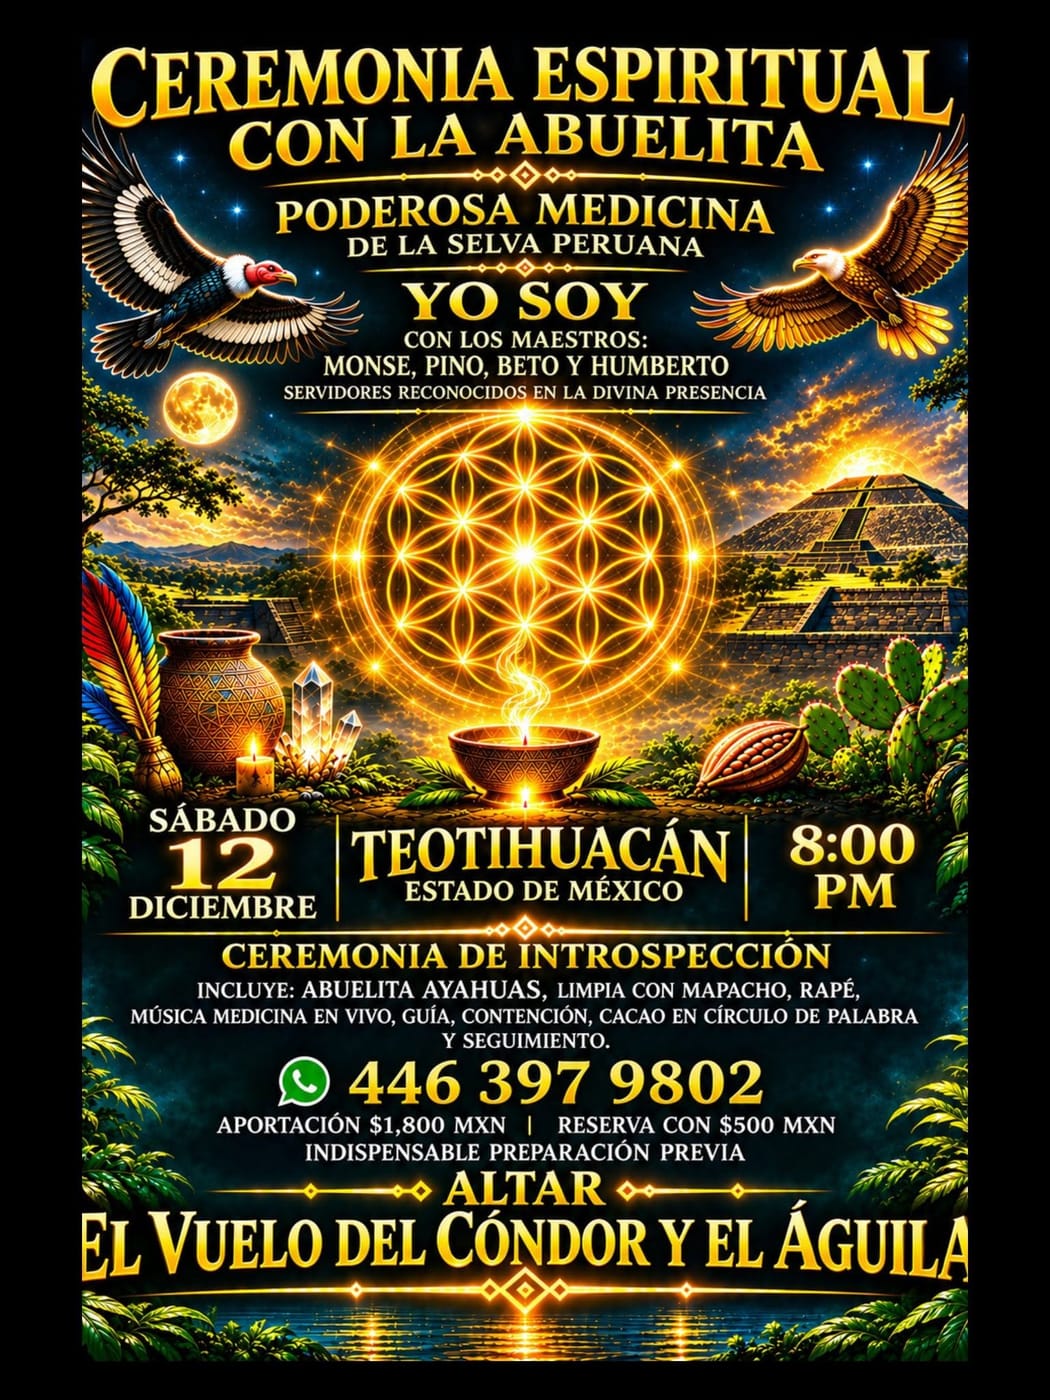 CEREMONIA ESPIRITUAL
CON LA ABUELITA
PODEROSA MEDICINA
DE LA SELVA PERUANA
YO SOY
CON LOS MAESTROS:
MONSE, PINO, BETO Y HUMBERTO
SERVIDORES RECONOCIDOS EN LA DIVINA PRESENCIA
SÁBADO
12
DICIEMBRE
TEOTIHUACÁN
ESTADO DE MÉXICO
8:00
PM
CEREMONIA DE INTROSPECCIÓN
INCLUYE: ABUELITA AYAHUAS, LIMPIA CON MAPACHO, RAPÉ,
MÚSICA MEDICINA EN VIVO, GUÍA, CONTENCIÓN, CACAO EN CÍRCULO DE PALABRA
Y SEGUIMIENTO.
446 397 9802
APORTACIÓN $1,800 MXN | RESERVA CON $500 MXN
INDISPENSABLE PREPARACIÓN PREVIA
ALTAR
EL VUELO DEL CÓNDOR Y EL ÁGUILA